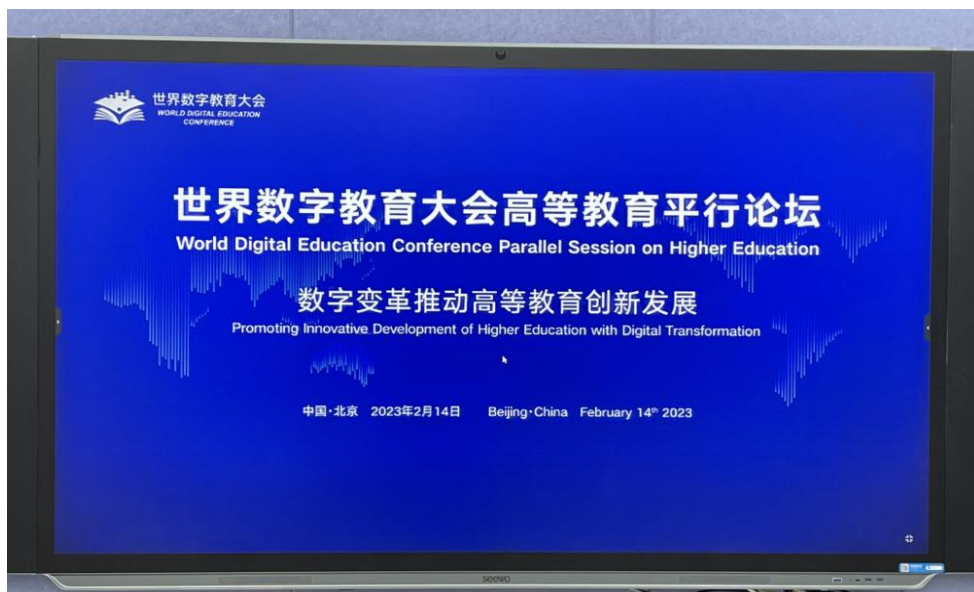 世界数字教育大会
WORLD DIGITAL EDUCATION
CONFERENCE
世界数字教育大会高等教育平行论坛
World Digital Education Conference Parallel Session on Higher Education
数字变革推动高等教育创新发展
Promoting Innovative Development of Higher Education with Digital Transformation
中国·北京 2023年2月14日 Beijing·China February 14th 2023
seewo